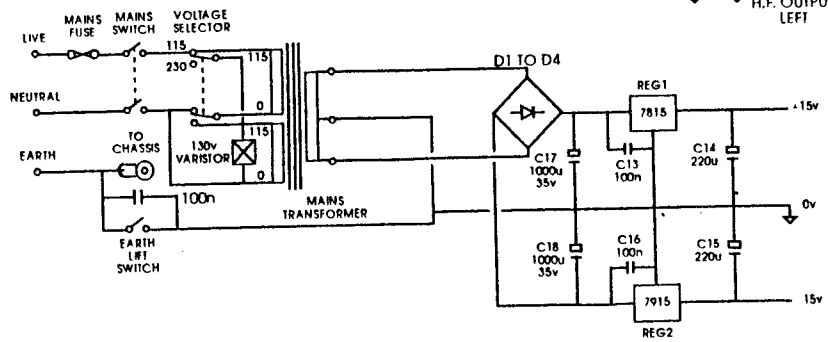 H.F. OUTPU
LEFT
LIVE
MAINS
FUSE
MAINS
SWITCH
VOLTAGE
SELECTOR
115
230
115
0
NEUTRAL
EARTH
TO
CHASSIS
100n
EARTH
LIFT
SWITCH
130v
VARISTOR
115
0
MAINS
TRANSFORMER
D1 TO D4
C17
1000u
35v
C18
1000u
35v
REG1
7815
C13
100n
C14
220u
+15v
0v
C16
100n
C15
220u
7915
REG2
15v